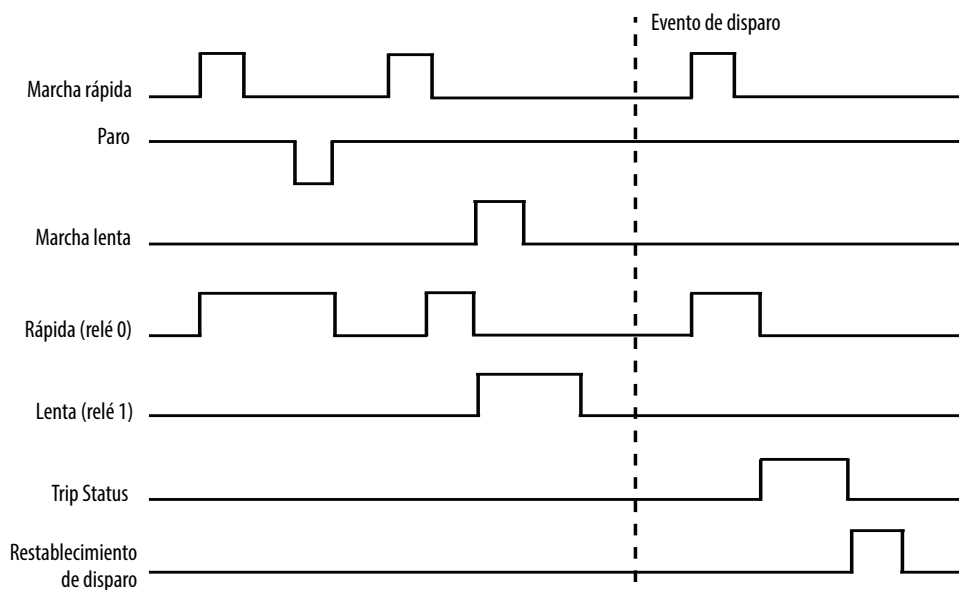 Evento de disparo
Marcha rápida
Paro
Marcha lenta
Rápida (relé 0)
Lenta (relé 1)
Trip Status
Restablecimiento
de disparo